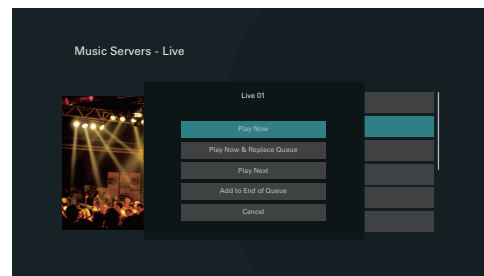 Music Servers - Live
Live 01
Play Now
Play Now & Replace Queue
Play Next
Add to End of Queue
Cancel